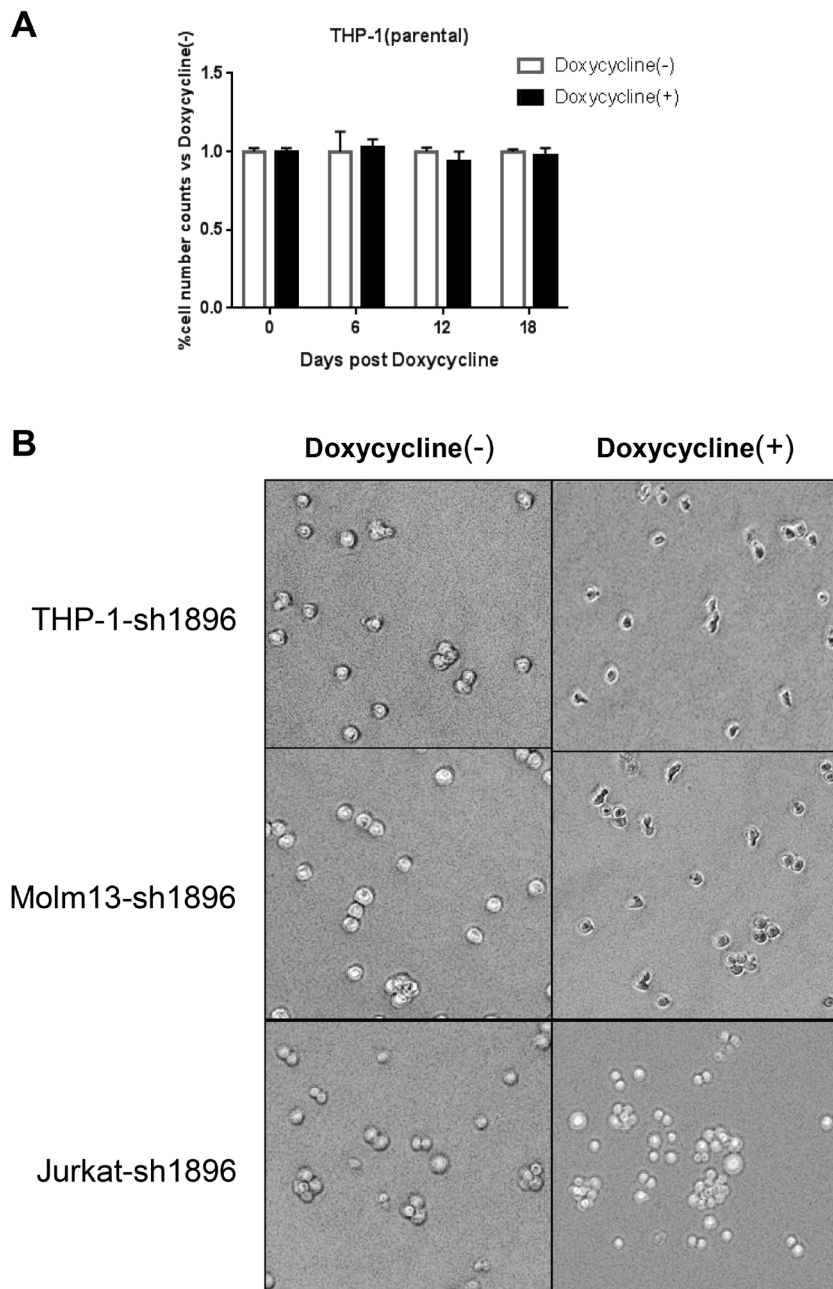 A
THP-1(parental)
Doxycycline(-)
Doxycycline(+)
%cell number counts vs Doxycycline(-)
1.5
1.0
0.5
0.0
0 6 12 18
Days post Doxycycline
B
Doxycycline(-) Doxycycline(+)
THP-1-sh1896
Molm13-sh1896
Jurkat-sh1896